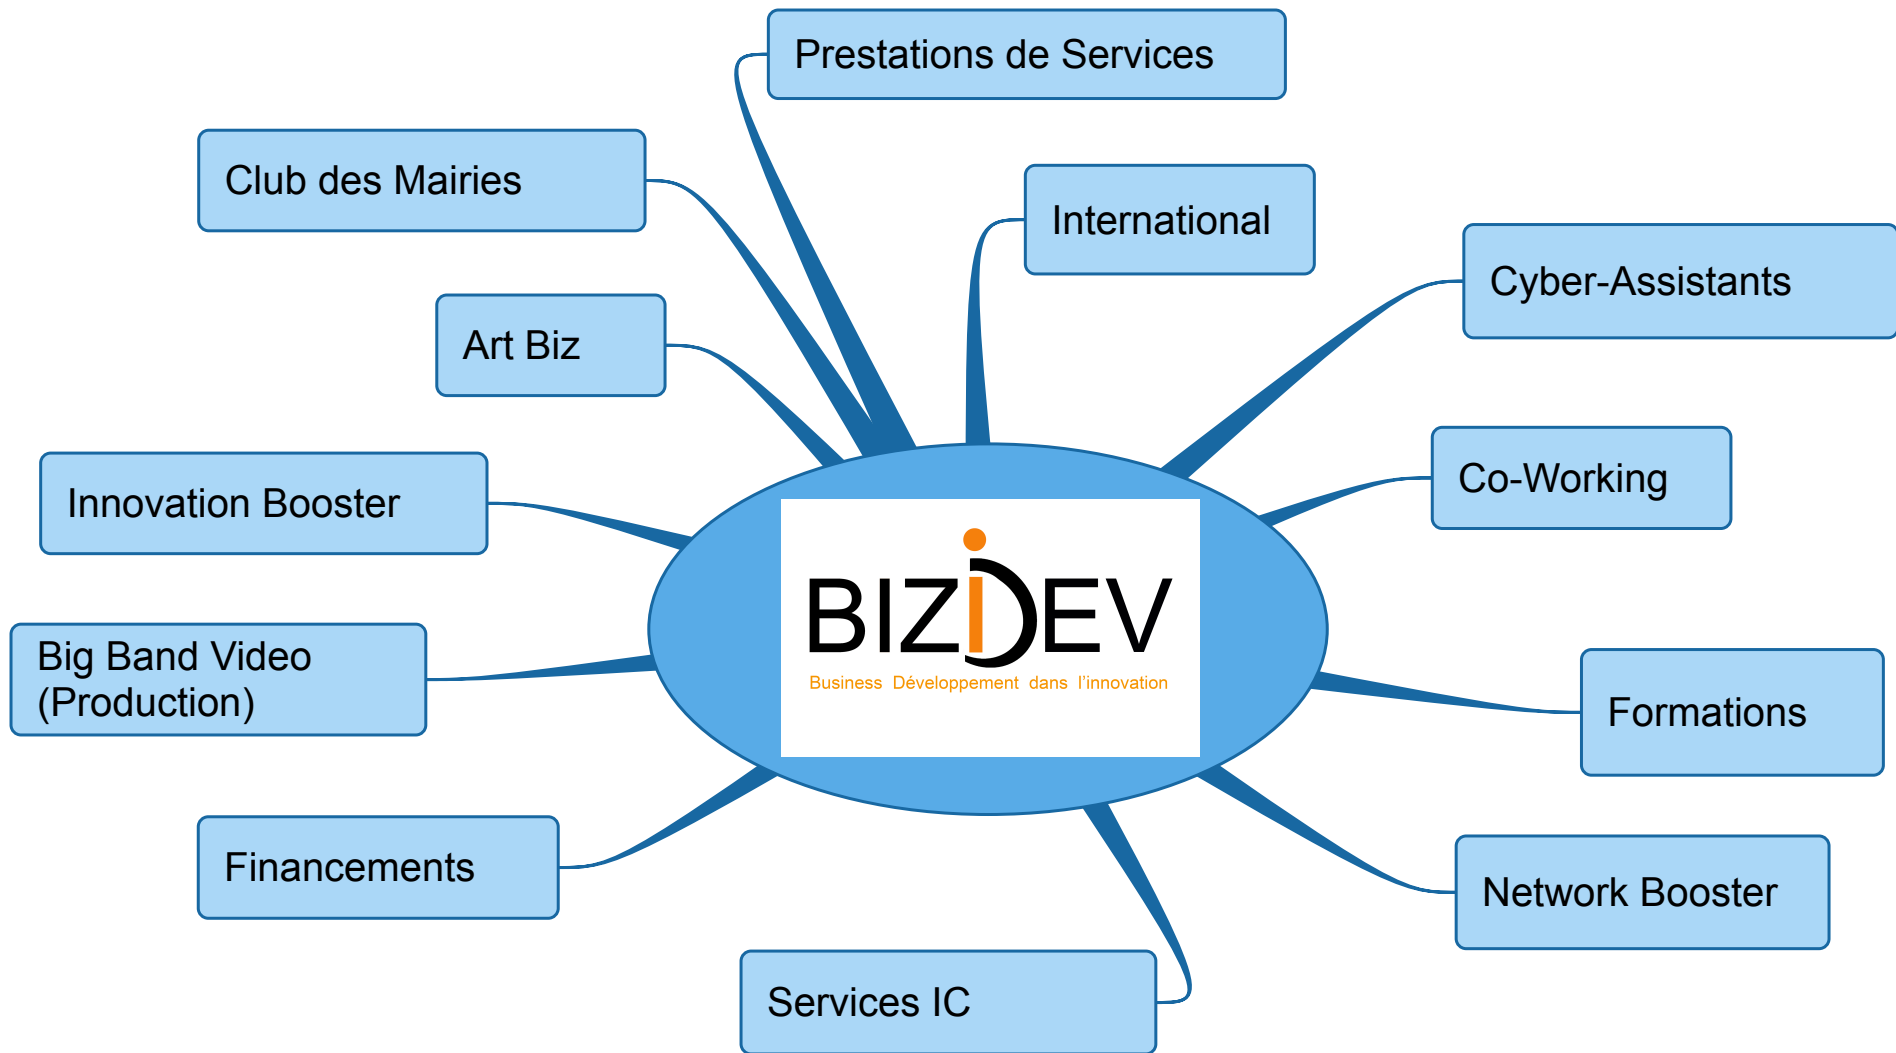 Prestations de Services
Club des Mairies
International
Cyber-Assistants
Art Biz
Co-Working
Innovation Booster
BIZiDEV
Business Développement dans l'innovation
Big Band Video
(Production)
Formations
Financements
Network Booster
Services IC